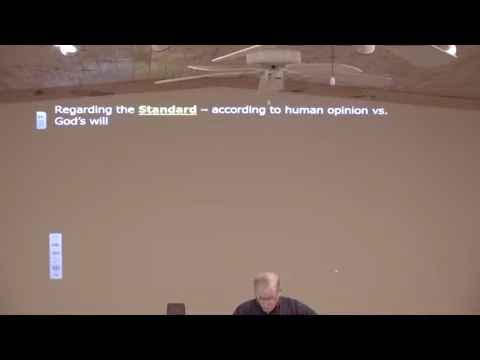 Regarding the Standard – according to human opinion vs.
God's will